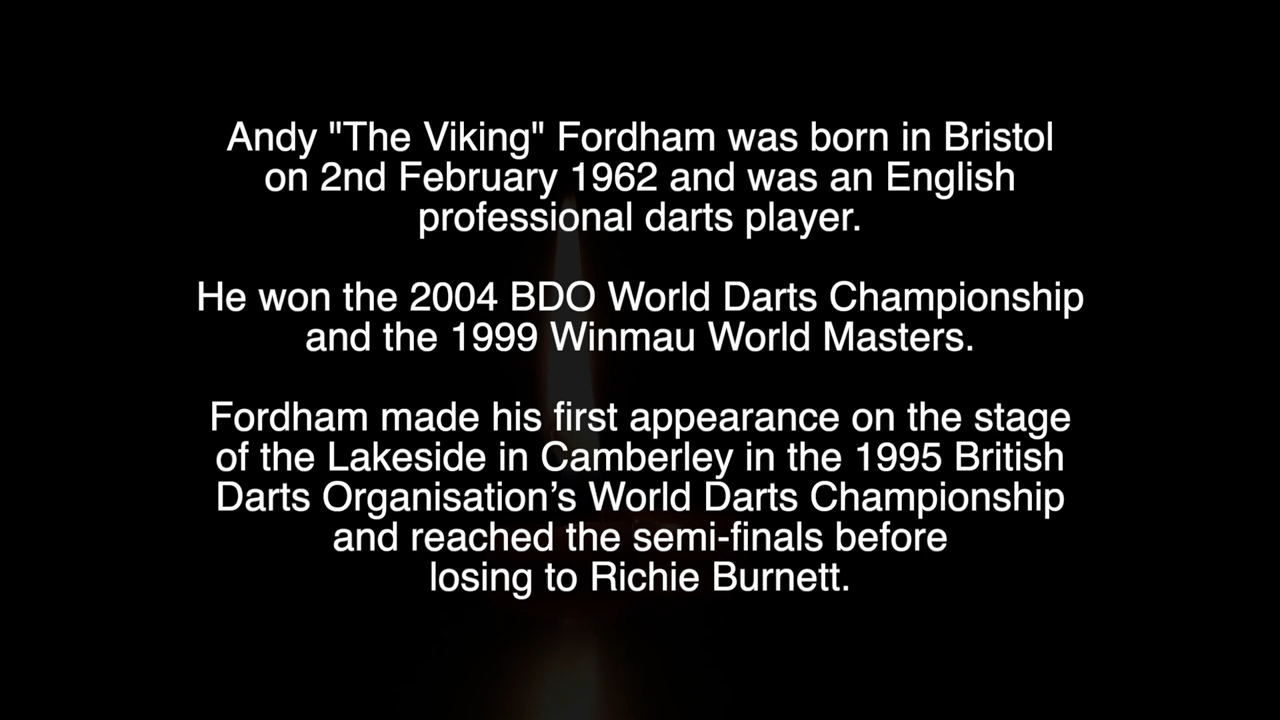 Andy "The Viking" Fordham was born in Bristol
on 2nd February 1962 and was an English
professional darts player.
He won the 2004 BDO World Darts Championship
and the 1999 Winmau World Masters.
Fordham made his first appearance on the stage
of the Lakeside in Camberley in the 1995 British
Darts Organisation’s World Darts Championship
and reached the semi-finals before
losing to Richie Burnett.